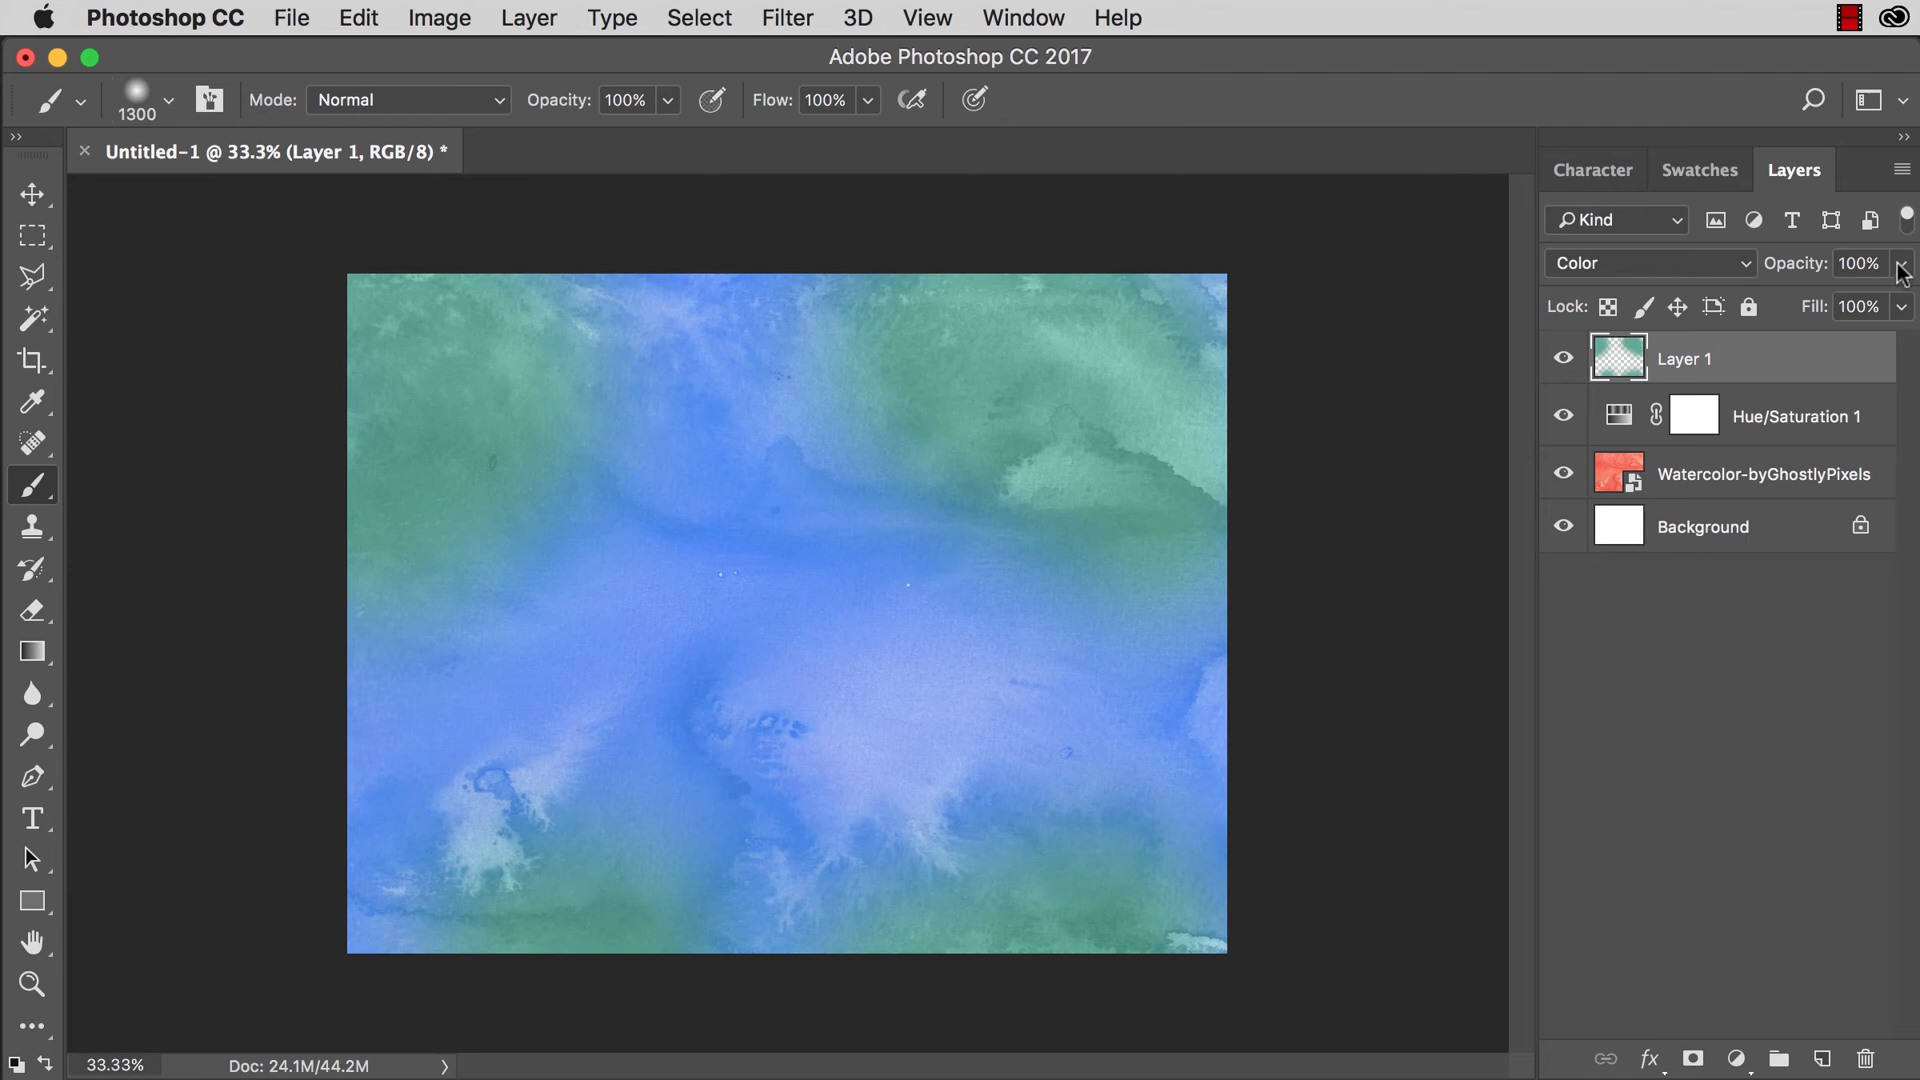 Photoshop CC File Edit Image Layer Type Select Filter 3D View Window Help
Adobe Photoshop CC 2017
1300 Mode: Normal Opacity: 100% Flow: 100%
Untitled-1 @ 33.3% (Layer 1, RGB/8) *
Character Swatches Layers
Kind
Color Opacity: 100%
Lock: Fill: 100%
Layer 1
Hue/Saturation 1
Watercolor-byGhostlyPixels
Background
33.33% Doc: 24.1M/44.2M